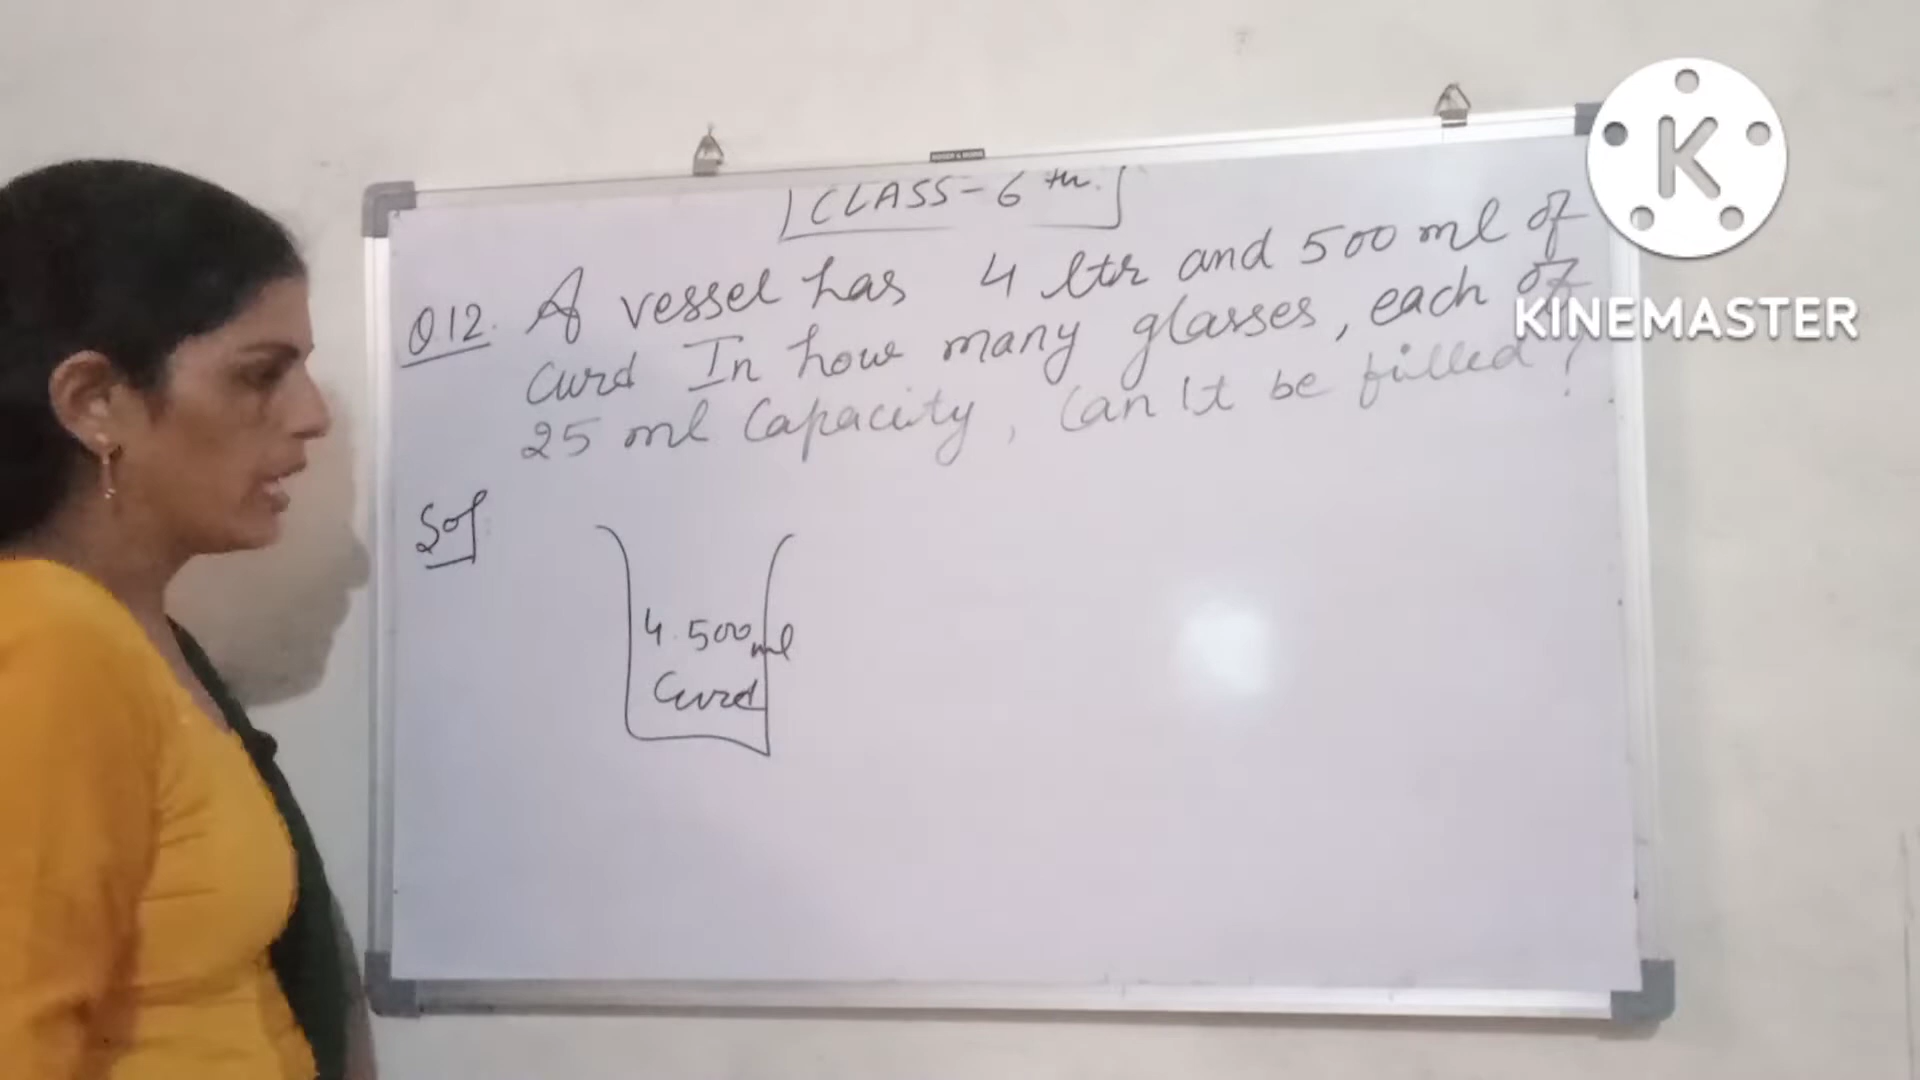 CLASS-6th.
Q12. A vessel has 4 ltr and 500 ml of
Curd In how many glasses, each of
25 ml Capacity, Can It be filled?
Sol
4.500 ml
Curd
K
KINEMASTER